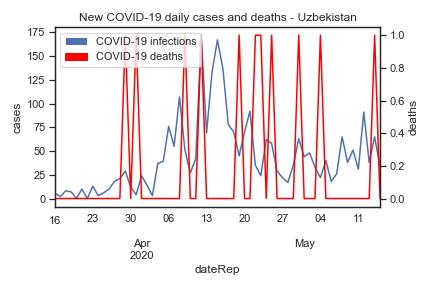 New COVID-19 daily cases and deaths - Uzbekistan
COVID-19 infections
COVID-19 deaths
175
150
125
100
75
50
25
0
cases
1.0
0.8
0.6
0.4
0.2
0.0
deaths
16 23 30 06 13 20 27 04 11
Apr May
2020
dateRep